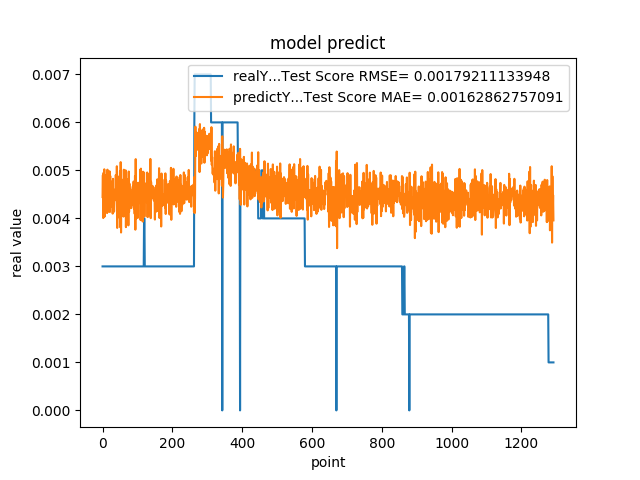 model predict
realY...Test Score RMSE= 0.00179211133948
predictY...Test Score MAE= 0.00162862757091
0.007
0.006
0.005
0.004
0.003
0.002
0.001
0.000
real value
0 200 400 600 800 1000 1200
point